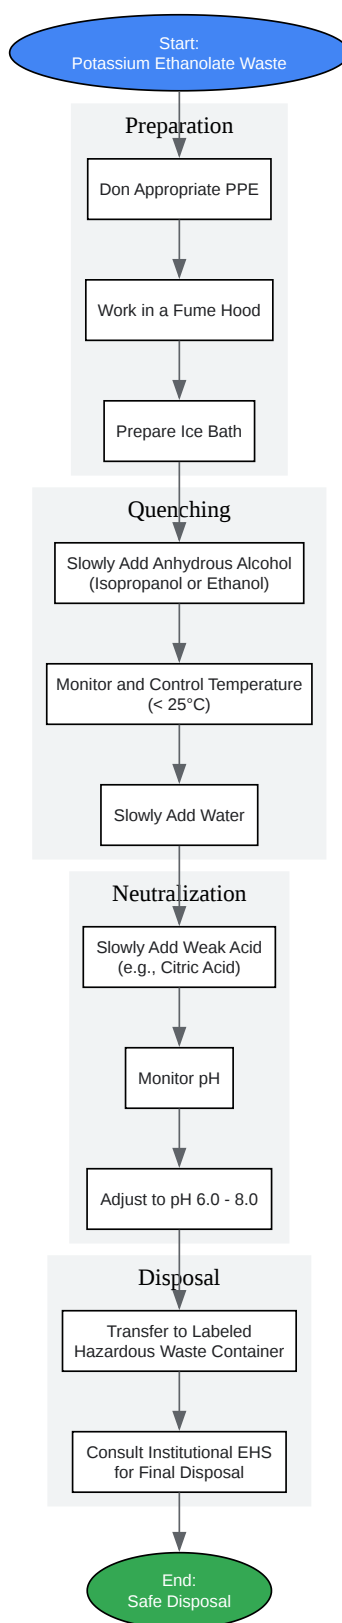 Start:
Potassium Ethanolate Waste
Preparation
Don Appropriate PPE
Work in a Fume Hood
Prepare Ice Bath
Quenching
Slowly Add Anhydrous Alcohol
(Isopropanol or Ethanol)
Monitor and Control Temperature
(< 25°C)
Slowly Add Water
Neutralization
Slowly Add Weak Acid
(e.g., Citric Acid)
Monitor pH
Adjust to pH 6.0 - 8.0
Disposal
Transfer to Labeled
Hazardous Waste Container
Consult Institutional EHS
for Final Disposal
End:
Safe Disposal